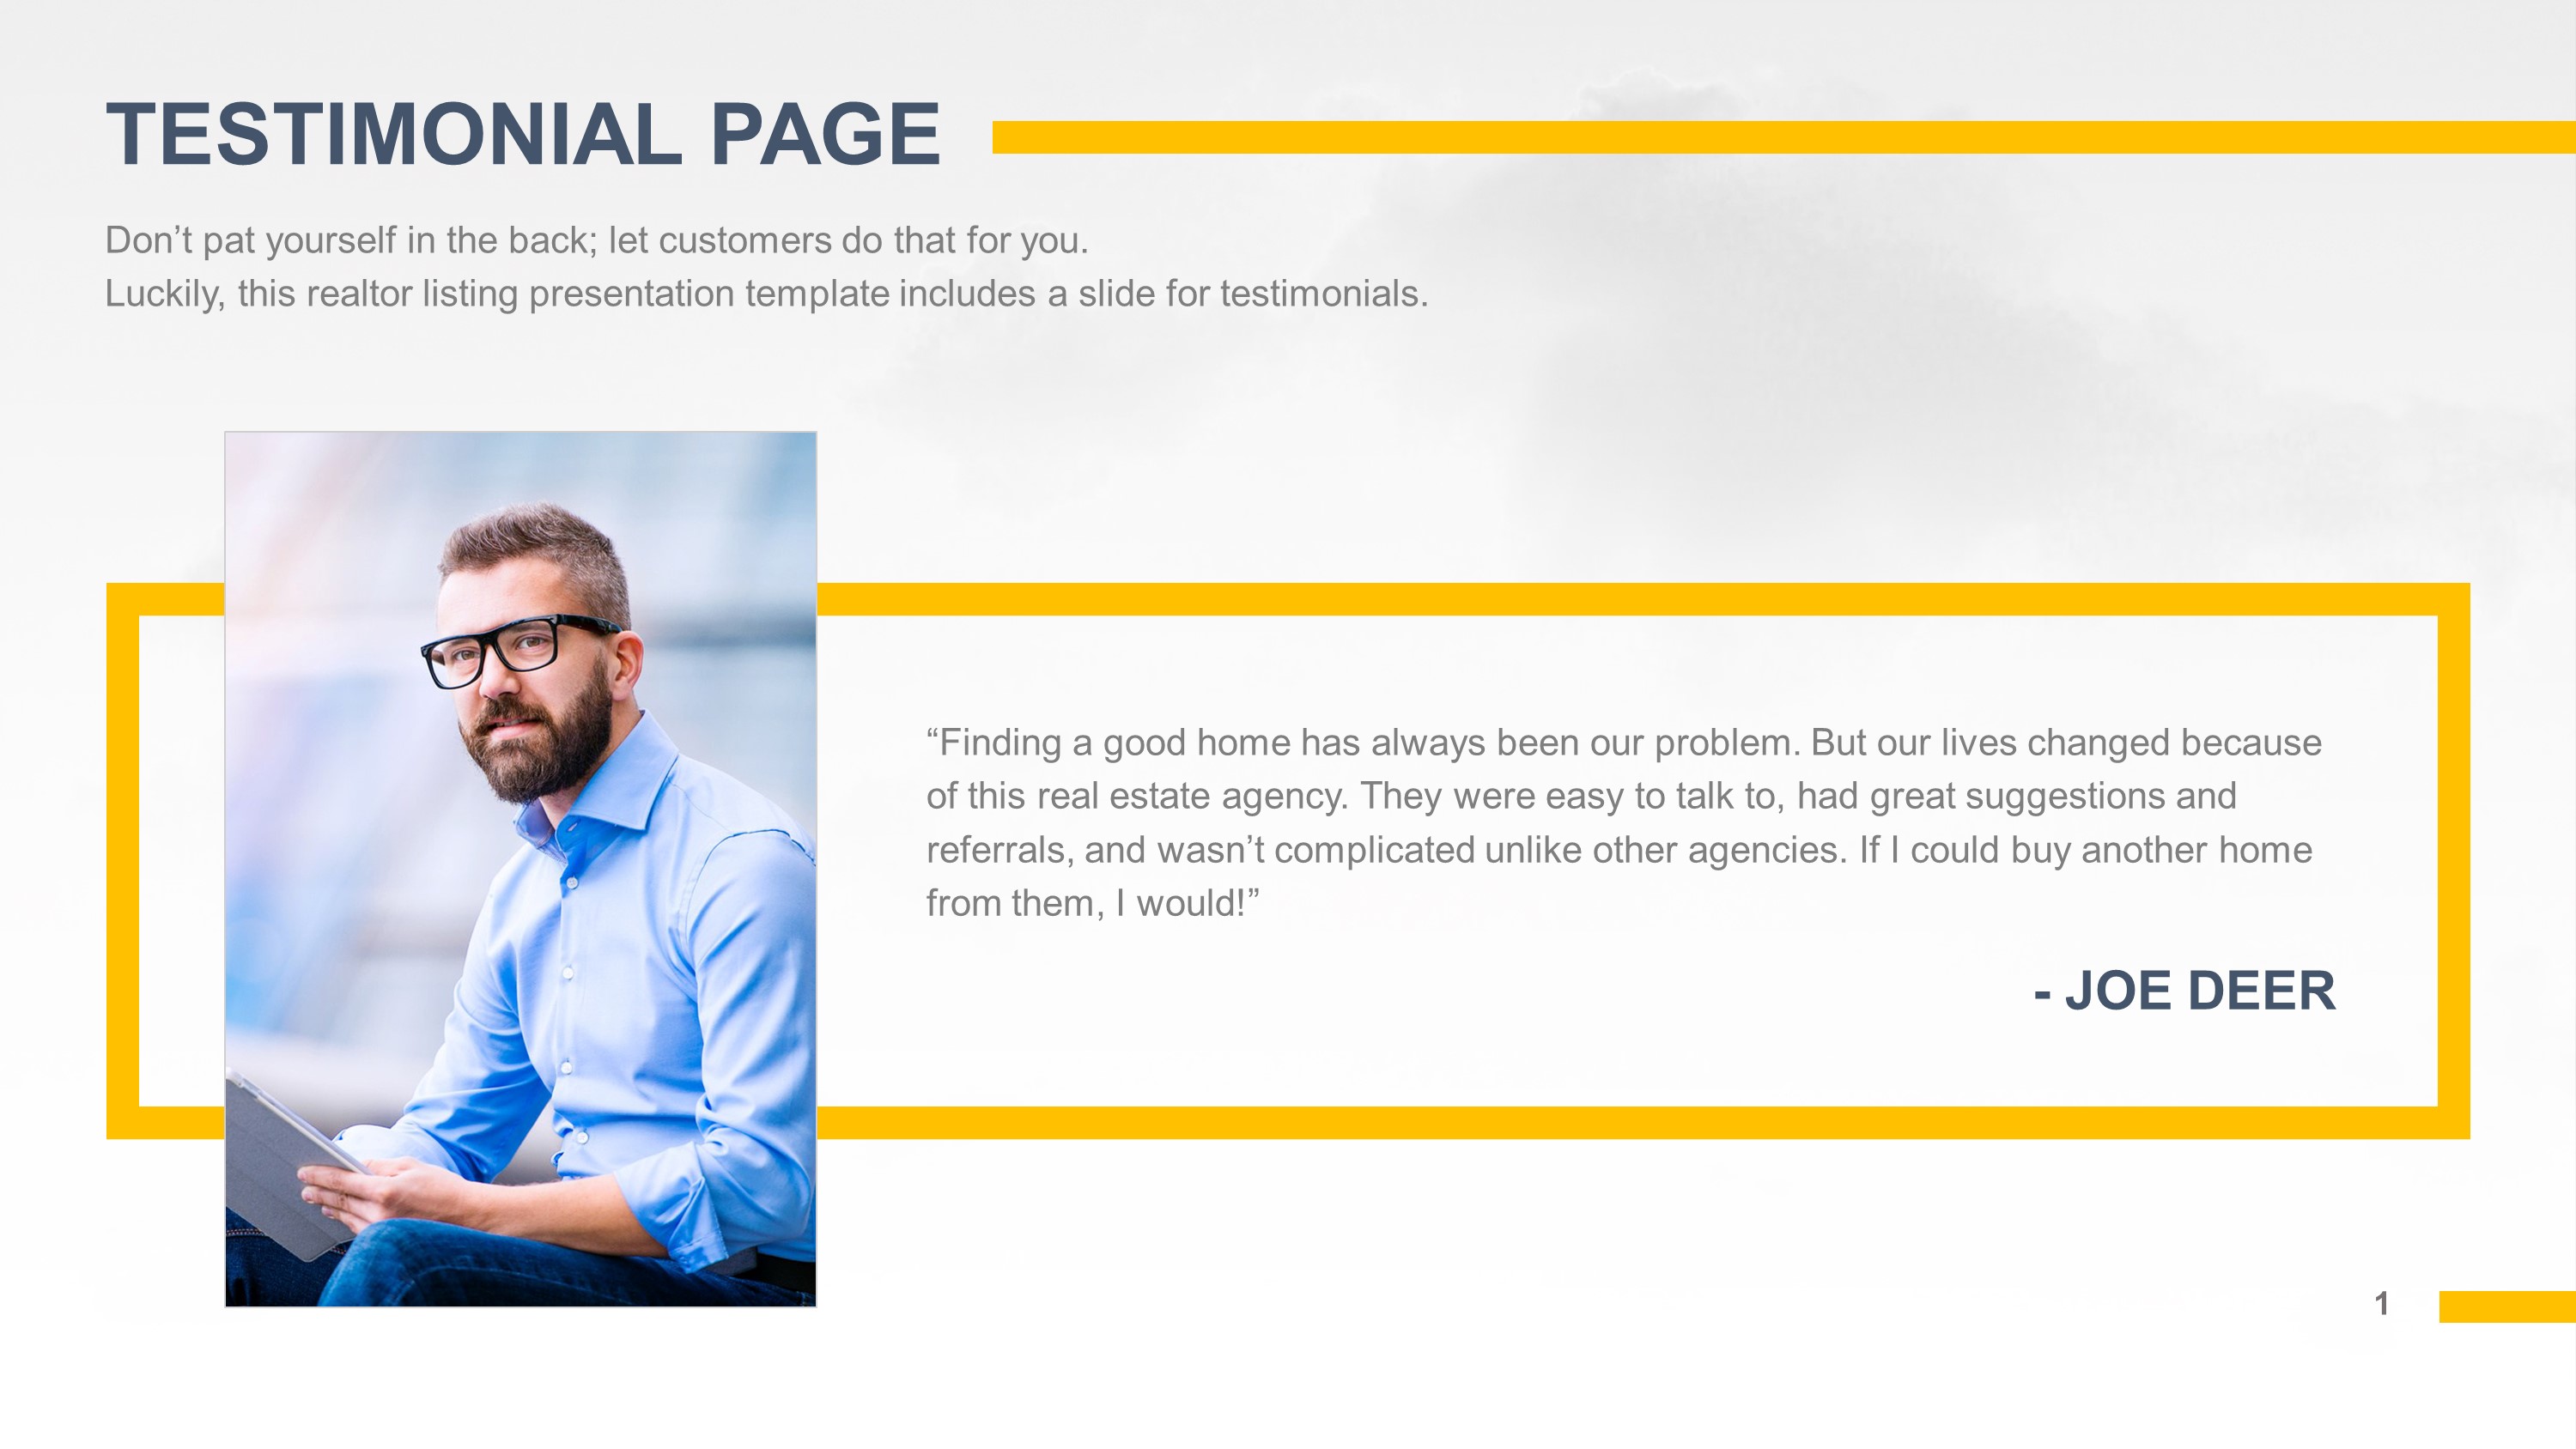 TESTIMONIAL PAGE
Don’t pat yourself in the back; let customers do that for you.
Luckily, this realtor listing presentation template includes a slide for testimonials.
“Finding a good home has always been our problem. But our lives changed because
of this real estate agency. They were easy to talk to, had great suggestions and
referrals, and wasn’t complicated unlike other agencies. If I could buy another home
from them, I would!”
- JOE DEER
1